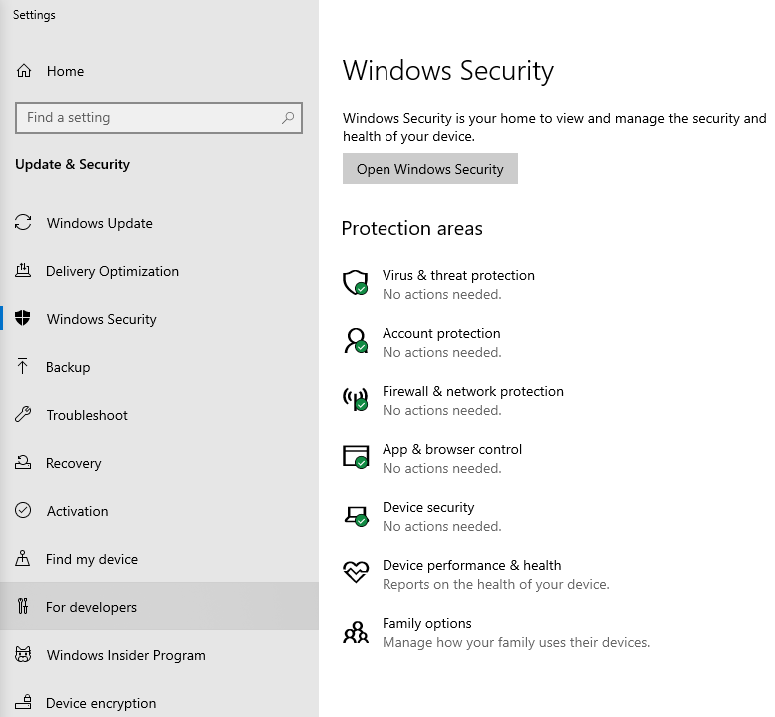 Settings
Home
Find a setting
Update & Security
Windows Update
Delivery Optimization
Windows Security
Backup
Troubleshoot
Recovery
Activation
Find my device
For developers
Windows Insider Program
Device encryption
Windows Security
Windows Security is your home to view and manage the security and
health of your device.
Open Windows Security
Protection areas
Virus & threat protection
No actions needed.
Account protection
No actions needed.
Firewall & network protection
No actions needed.
App & browser control
No actions needed.
Device security
No actions needed.
Device performance & health
Reports on the health of your device.
Family options
Manage how your family uses their devices.